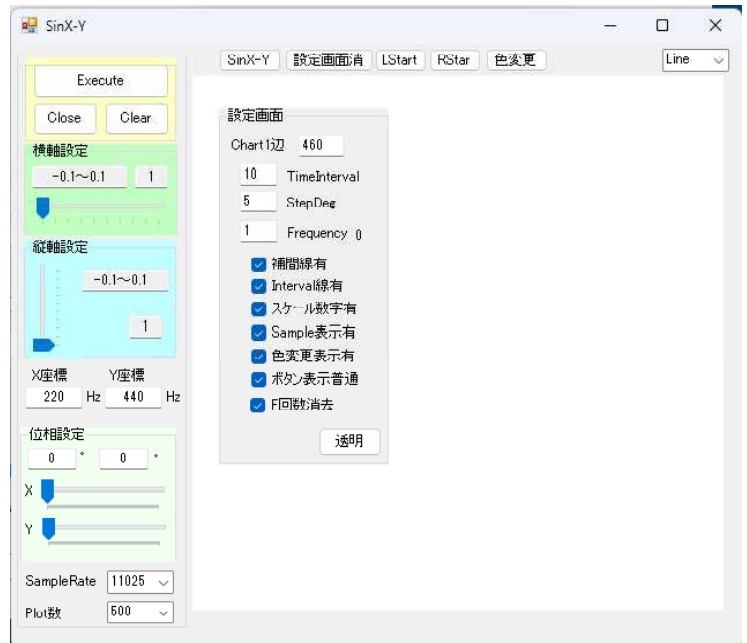 SinX-Y
SinX-Y 設定画面消 LStart RStar 色変更 Line
Execute
Close Clear
横軸設定
-0.1～0.1 1
縦軸設定
-0.1～0.1
1
X座標 Y座標
220 Hz 440 Hz
位相設定
0 ° 0 °
X
Y
SampleRate 11025
Plot数 500
設定画面
Chart1辺 460
10 TimeInterval
5 StepDeg
1 Frequency 0
補間線有
Interval線有
スケール数字有
Sample表示有
色変更表示有
ボタン表示普通
F回数消去
透明